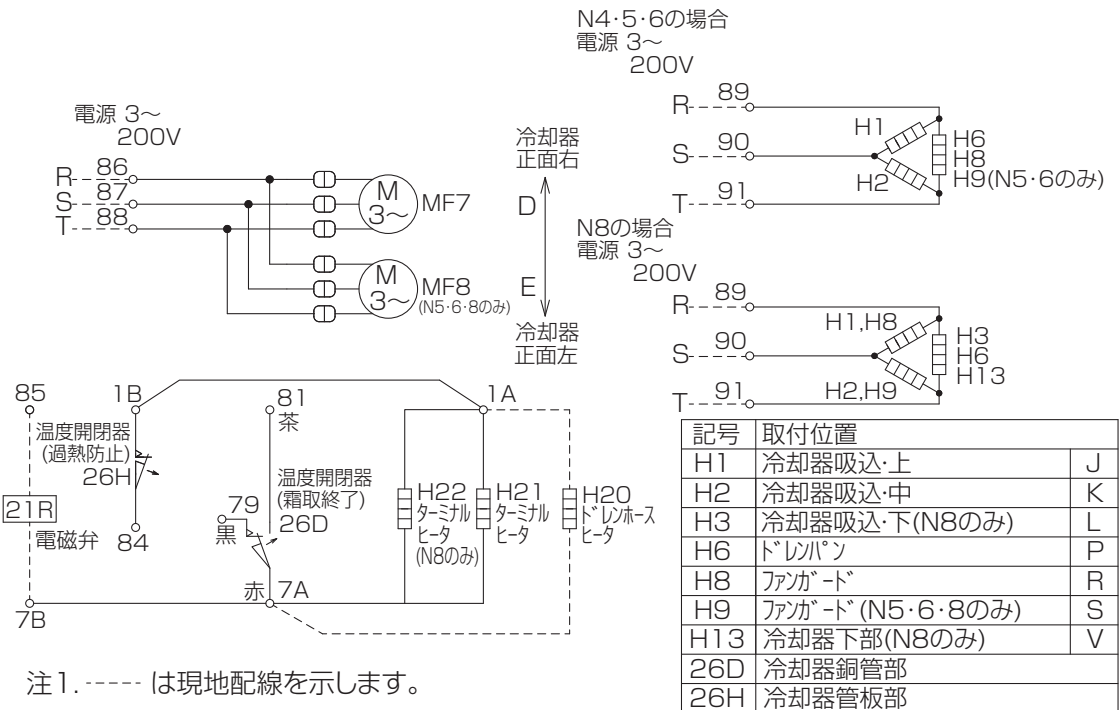 N4･5･6の場合
電源 3～
200V
電源 3～
200V
R 86
S 87
T 88
M
3～
MF7
M
3～
MF8
(N5･6･8のみ)
冷却器
正面右
D
E
冷却器
正面左
R 89
S 90
T 91
H1
H2
H6
H8
H9(N5･6のみ)
N8の場合
電源 3～
200V
R 89
S 90
T 91
H1,H8
H2,H9
H3
H6
H13
85
21R
電磁弁
7B
1B
温度開閉器
(過熱防止)
26H
84
81
茶
79
黒
温度開閉器
(霜取終了)
26D
赤 7A
1A
H22
ﾀｰﾐﾅﾙ
ﾋｰﾀ
(N8のみ)
H21
ﾀｰﾐﾅﾙ
ﾋｰﾀ
H20
ﾄﾞﾚﾝﾎｰｽ
ﾋｰﾀ
記号 取付位置
H1 冷却器吸込･上 J
H2 冷却器吸込･中 K
H3 冷却器吸込･下(N8のみ) L
H6 ﾄﾞﾚﾝﾊﾟﾝ P
H8 ﾌｧﾝｶﾞｰﾄﾞ R
H9 ﾌｧﾝｶﾞｰﾄﾞ(N5･6･8のみ) S
H13 冷却器下部(N8のみ) V
26D 冷却器銅管部
26H 冷却器管板部
注1. ----- は現地配線を示します。